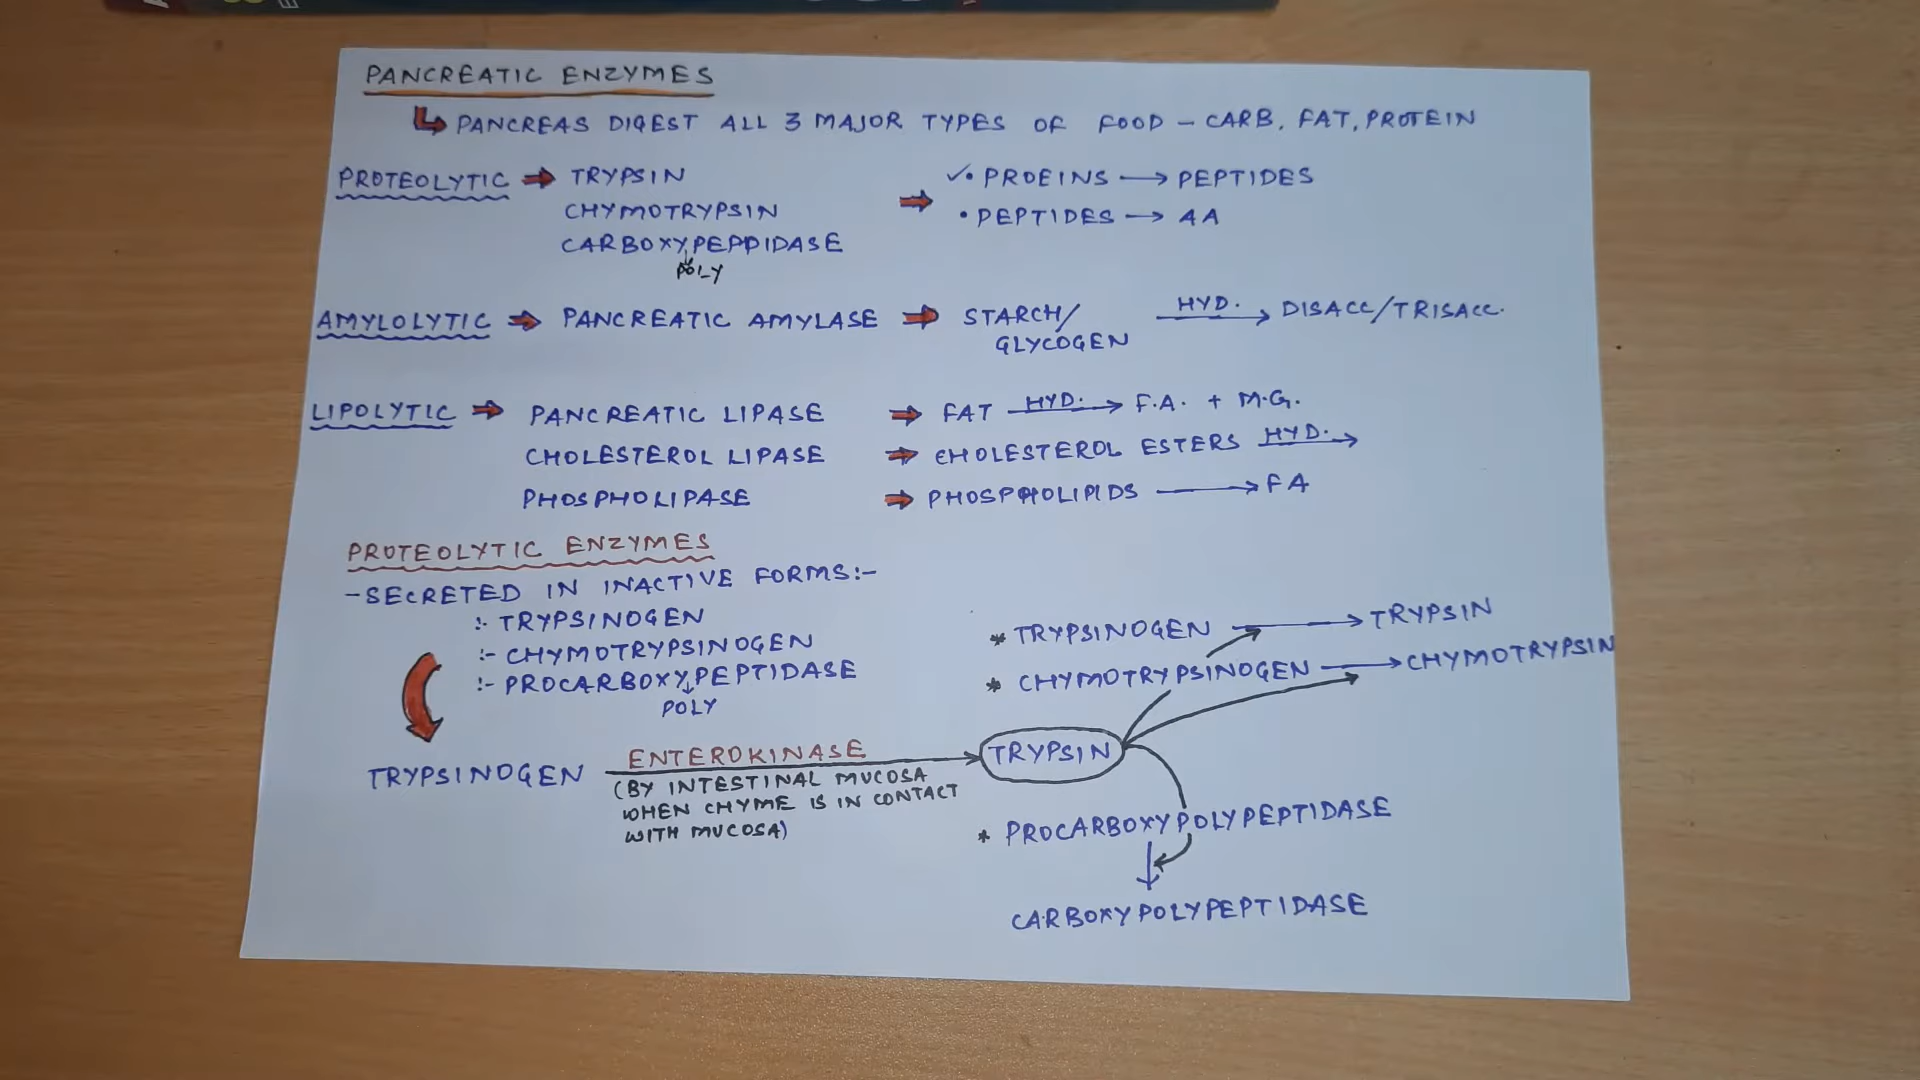 PANCREATIC ENZYMES
PANCREAS DIGEST ALL 3 MAJOR TYPES OF FOOD - CARB, FAT, PROTEIN
PROTEOLYTIC → TRYPSIN
CHYMOTRYPSIN
CARBOXYPEPPIDASE
POLY
→ ✓• PROEINS → PEPTIDES
• PEPTIDES → AA
AMYLOLYTIC → PANCREATIC AMYLASE → STARCH/ HYD. → DISACC/TRISACC.
GLYCOGEN
LIPOLYTIC → PANCREATIC LIPASE → FAT HYD. → F.A. + M.G.
CHOLESTEROL LIPASE → CHOLESTEROL ESTERS HYD. →
PHOSPHOLIPASE → PHOSPHOLIPIDS → FA
PROTEOLYTIC ENZYMES
- SECRETED IN INACTIVE FORMS:-
:- TRYPSINOGEN
:- CHYMOTRYPSINOGEN
:- PROCARBOXYPEPTIDASE
POLY
* TRYPSINOGEN → TRYPSIN
* CHYMOTRYPSINOGEN → CHYMOTRYPSIN
TRYPSINOGEN ENTEROKINASE → TRYPSIN
(BY INTESTINAL MUCOSA
WHEN CHYME IS IN CONTACT
WITH MUCOSA)
* PROCARBOXYPOLYPEPTIDASE
↓
CARBOXYPOLYPEPTIDASE